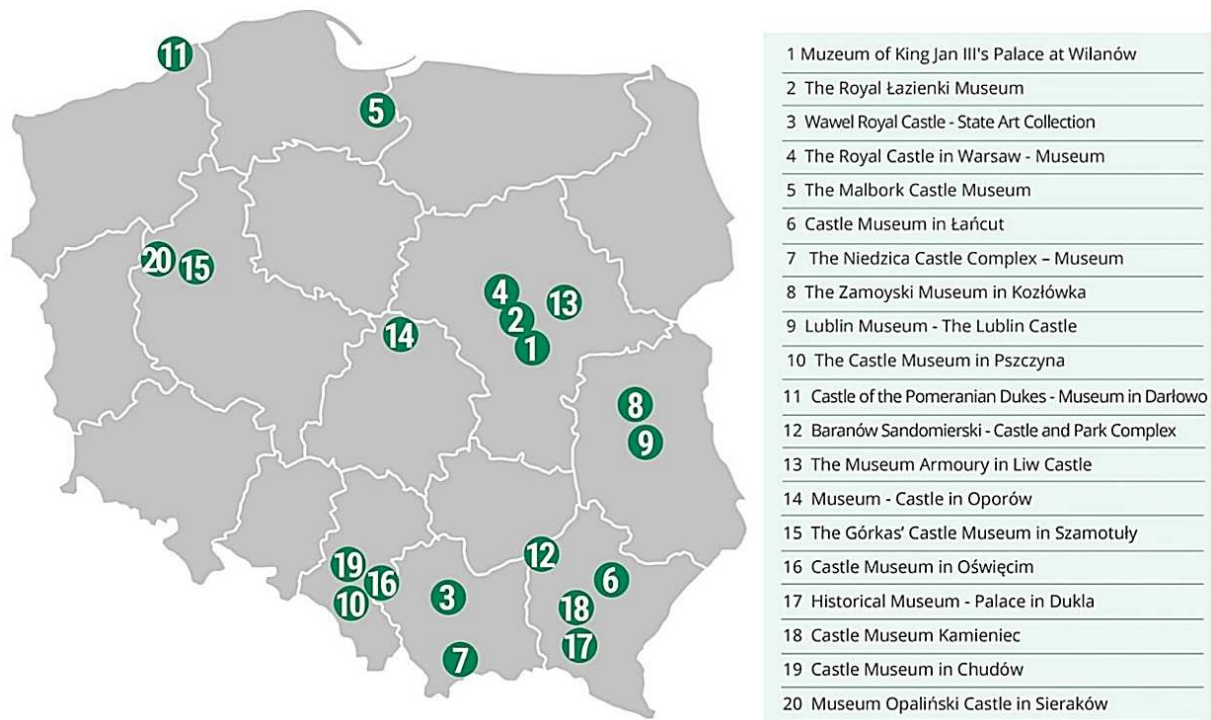 11
5
20
15
4
13
2
14
1
8
9
12
19
16
6
10
3
18
17
7
1 Muzeum of King Jan III's Palace at Wilanów
2 The Royal Łazienki Museum
3 Wawel Royal Castle - State Art Collection
4 The Royal Castle in Warsaw - Museum
5 The Malbork Castle Museum
6 Castle Museum in Łańcut
7 The Niedzica Castle Complex – Museum
8 The Zamoyski Museum in Kozłówka
9 Lublin Museum - The Lublin Castle
10 The Castle Museum in Pszczyna
11 Castle of the Pomeranian Dukes - Museum in Darłowo
12 Baranów Sandomierski - Castle and Park Complex
13 The Museum Armoury in Liw Castle
14 Museum - Castle in Oporów
15 The Górkas' Castle Museum in Szamotuły
16 Castle Museum in Oświęcim
17 Historical Museum - Palace in Dukla
18 Castle Museum Kamieniec
19 Castle Museum in Chudów
20 Museum Opaliński Castle in Sieraków